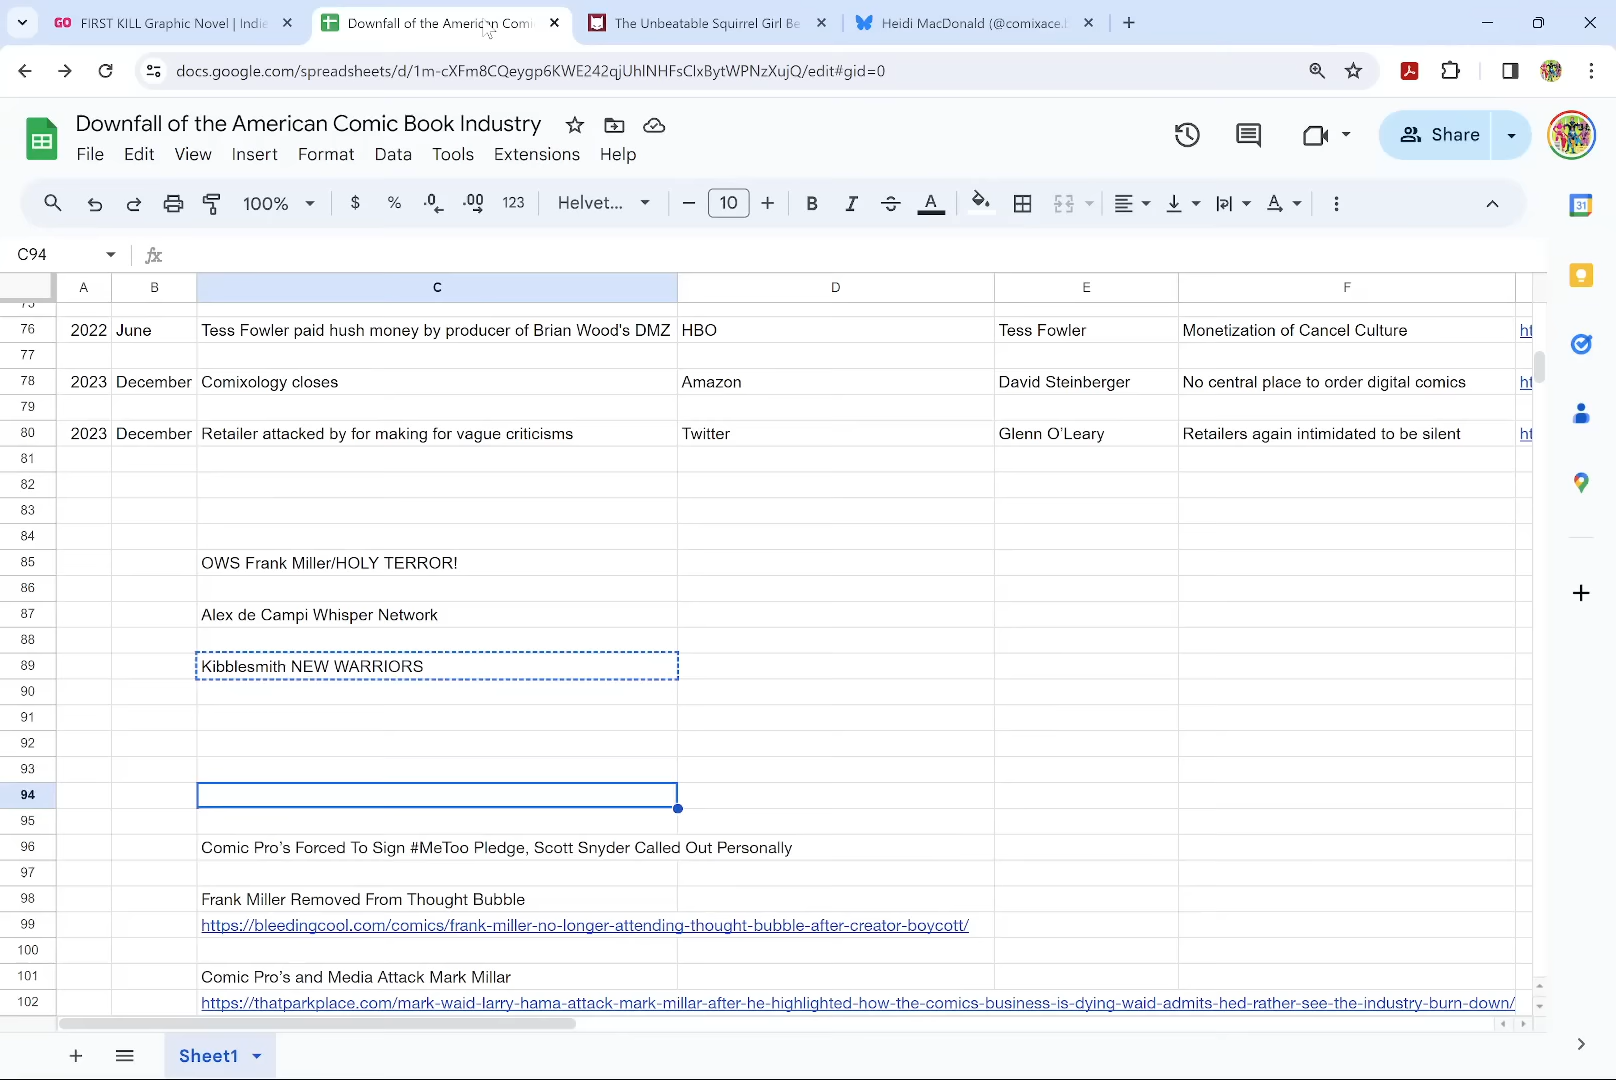 GO FIRST KILL Graphic Novel | Indie
Downfall of the American Comi
The Unbeatable Squirrel Girl Be
Heidi MacDonald (@comixace.b
docs.google.com/spreadsheets/d/1m-cXFm8CQeygp6KWE242qjUhlNHFsClxBytWPNzXujQ/edit#gid=0
Downfall of the American Comic Book Industry
File Edit View Insert Format Data Tools Extensions Help
Share
100% $ % .0 .00 123 Helvet... 10 B I A
31
C94 fx
A B C D E F
75
76 2022 June Tess Fowler paid hush money by producer of Brian Wood's DMZ HBO Tess Fowler Monetization of Cancel Culture ht
77
78 2023 December Comixology closes Amazon David Steinberger No central place to order digital comics ht
79
80 2023 December Retailer attacked by for making for vague criticisms Twitter Glenn O'Leary Retailers again intimidated to be silent ht
81
82
83
84
85 OWS Frank Miller/HOLY TERROR!
86
87 Alex de Campi Whisper Network
88
89 Kibblesmith NEW WARRIORS
90
91
92
93
94
95
96 Comic Pro's Forced To Sign #MeToo Pledge, Scott Snyder Called Out Personally
97
98 Frank Miller Removed From Thought Bubble
99 https://bleedingcool.com/comics/frank-miller-no-longer-attending-thought-bubble-after-creator-boycott/
100
101 Comic Pro's and Media Attack Mark Millar
102 https://thatparkplace.com/mark-waid-larry-hama-attack-mark-millar-after-he-highlighted-how-the-comics-business-is-dying-waid-admits-hed-rather-see-the-industry-burn-down/
Sheet1